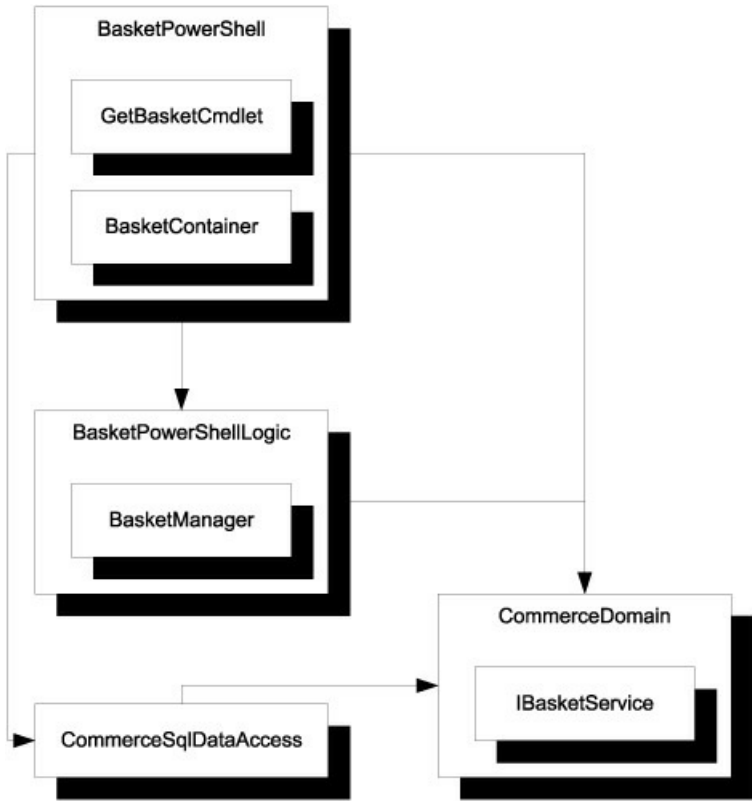 BasketPowerShell
GetBasketCmdlet
BasketContainer
BasketPowerShellLogic
BasketManager
CommerceDomain
IBasketService
CommerceSqlDataAccess